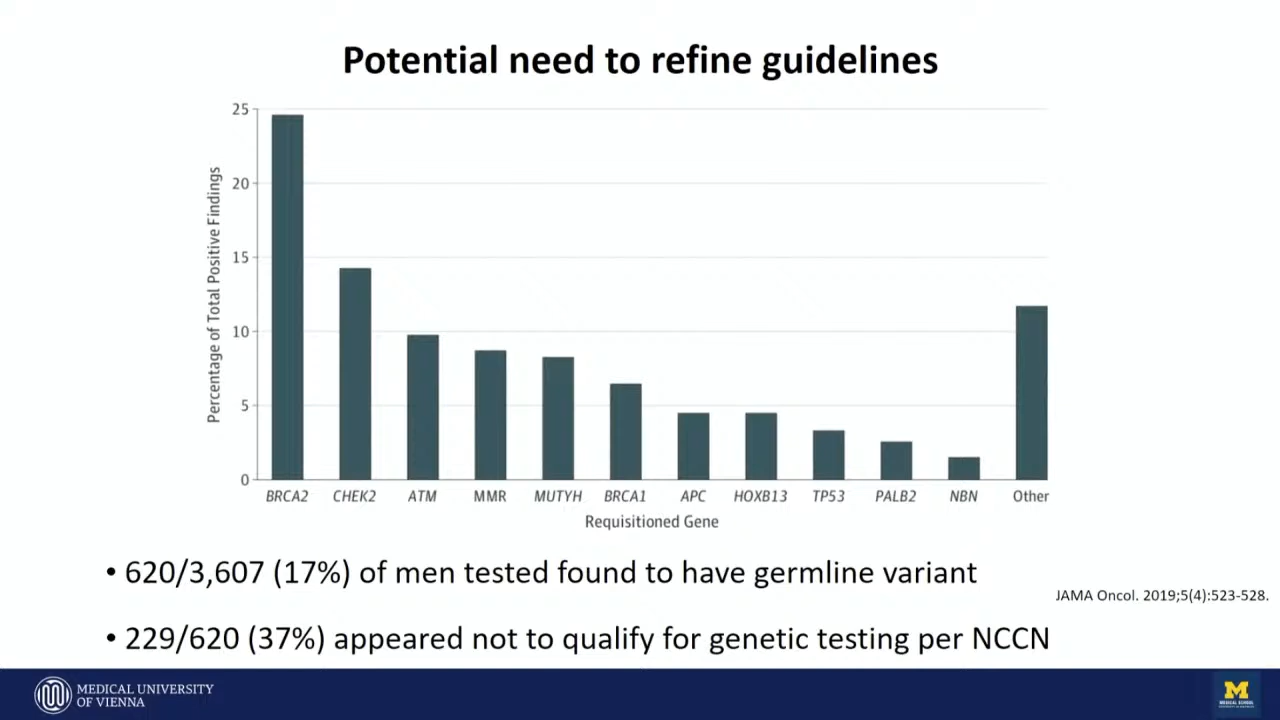 Potential need to refine guidelines
Percentage of Total Positive Findings
25
20
15
10
5
0
BRCA2 CHEK2 ATM MMR MUTYH BRCA1 APC HOXB13 TP53 PALB2 NBN Other
Requisitioned Gene
• 620/3,607 (17%) of men tested found to have germline variant
JAMA Oncol. 2019;5(4):523-528.
• 229/620 (37%) appeared not to qualify for genetic testing per NCCN
MEDICAL UNIVERSITY
OF VIENNA
M
MEDICAL SCHOOL